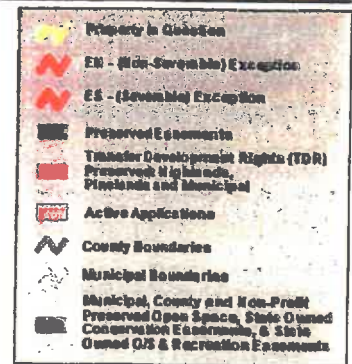 Property In Question
EN - (Non-Severable) Exception
ES - (Severable) Exception
Preserved Easements
Transfer Development Rights (TDR)
Preserved: Highlands,
Pinelands and Municipal
Active Applications
County Boundaries
Municipal Boundaries
Municipal, County and Non-Profit
Preserved Open Space, State Owned
Conservation Easements, & State
Owned O/S & Recreation Easements